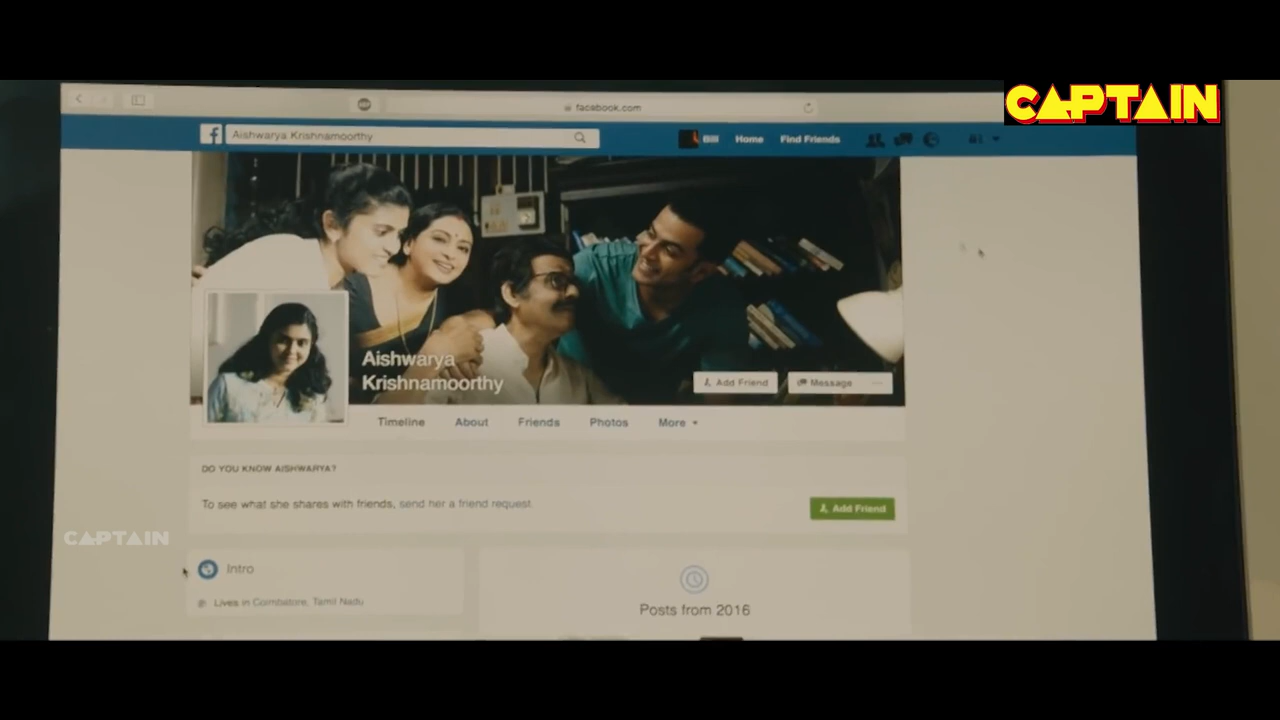 CAPTAIN
facabook.com
Aishwarya Krishnamoorthy
Billi Home Find Friends
Aishwarya
Krishnamoorthy
Add Friend Message
Timeline About Friends Photos More
DO YOU KNOW AISHWARYA?
To see what she shares with friends, send her a friend request
Add Friend
CAPTAIN
Intro
Lives in Coimbatore, Tamil Nadu
Posts from 2016